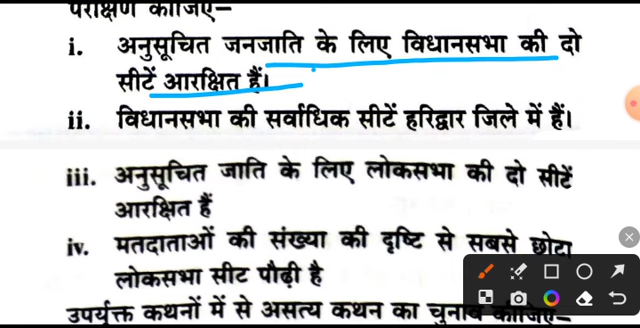 परीक्षण कीजिए–
i. अनुसूचित जनजाति के लिए विधानसभा की दो
सीटें आरक्षित हैं।
ii. विधानसभा की सर्वाधिक सीटें हरिद्वार जिले में हैं।
iii. अनुसूचित जाति के लिए लोकसभा की दो सीटें
आरक्षित हैं
iv. मतदाताओं की संख्या की दृष्टि से सबसे छोटा
लोकसभा सीट पौढ़ी है
उपर्युक्त कथनों में से असत्य कथन का चुनाव कीजिए–